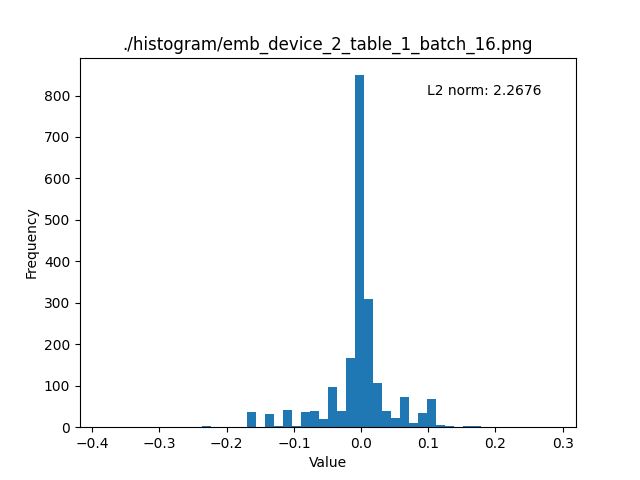 ./histogram/emb_device_2_table_1_batch_16.png
L2 norm: 2.2676
Frequency
800
700
600
500
400
300
200
100
0
−0.4 −0.3 −0.2 −0.1 0.0 0.1 0.2 0.3
Value